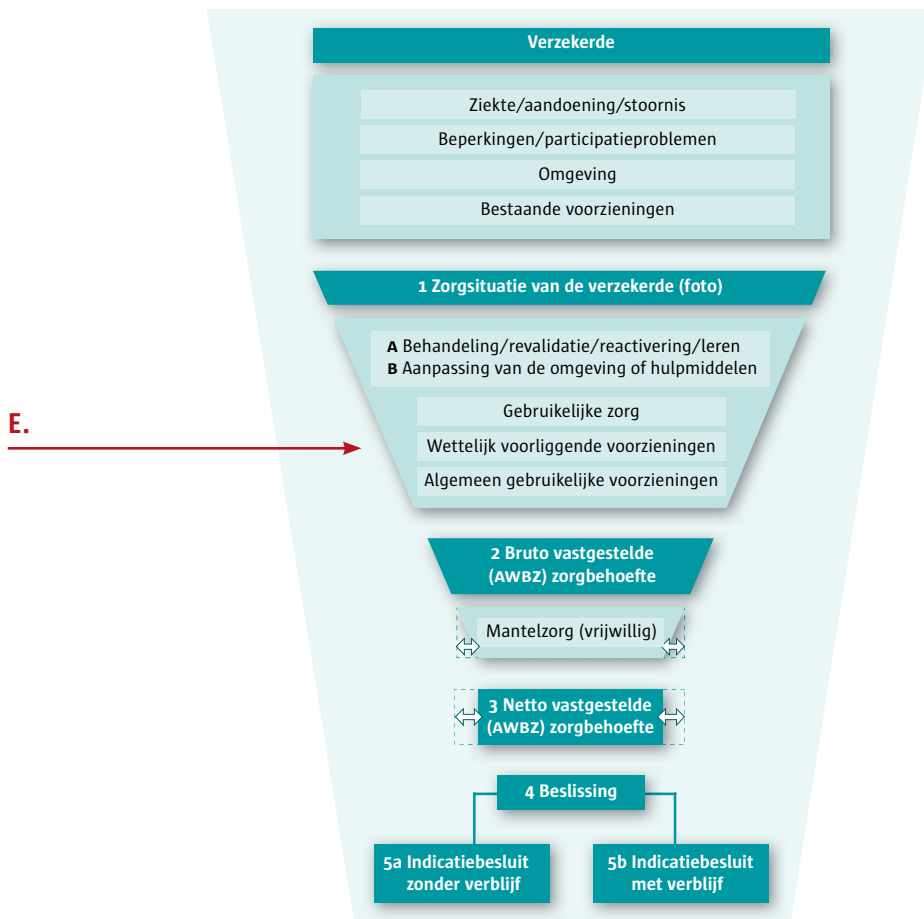 Verzekerde
Ziekte/aandoening/stoornis
Beperkingen/participatieproblemen
Omgeving
Bestaande voorzieningen
1 Zorgsituatie van de verzekerde (foto)
A Behandeling/revalidatie/reactivering/leren
B Aanpassing van de omgeving of hulpmiddelen
Gebruikelijke zorg
E.
Wettelijk voorliggende voorzieningen
Algemeen gebruikelijke voorzieningen
2 Bruto vastgestelde
(AWBZ) zorgbehoefte
Mantelzorg (vrijwillig)
3 Netto vastgestelde
(AWBZ) zorgbehoefte
4 Beslissing
5a Indicatiebesluit
zonder verblijf
5b Indicatiebesluit
met verblijf